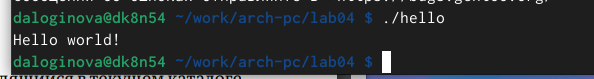 daloginova@dk8n54 ~/work/arch-pc/lab04 $ ./hello
Hello world!
daloginova@dk8n54 ~/work/arch-pc/lab04 $